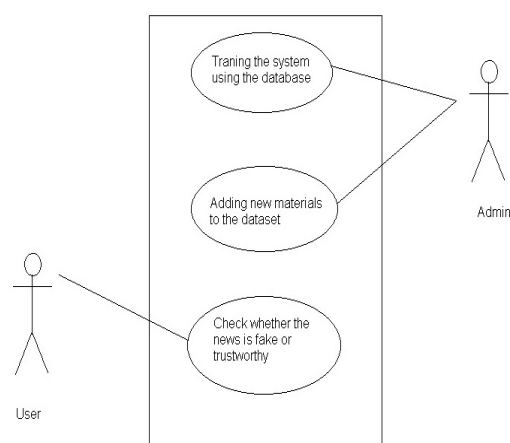 Traning the system
using the database
Admin
Adding new materials
to the dataset
Check whether the
news is fake or
trustworthy
User